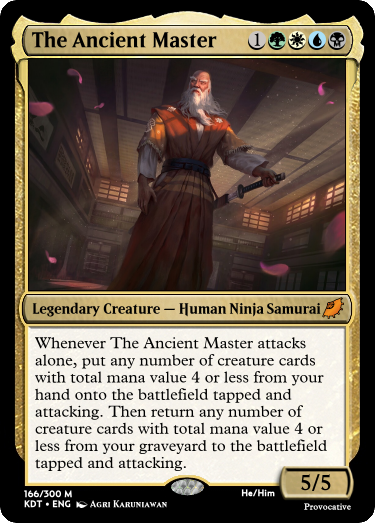 The Ancient Master 1
Legendary Creature — Human Ninja Samurai
Whenever The Ancient Master attacks
alone, put any number of creature cards
with total mana value 4 or less from your
hand onto the battlefield tapped and
attacking. Then return any number of
creature cards with total mana value 4 or
less from your graveyard to the battlefield
tapped and attacking.
5/5
166/300 M He/Him
KDT • ENG Agri Karuniawan Provocative